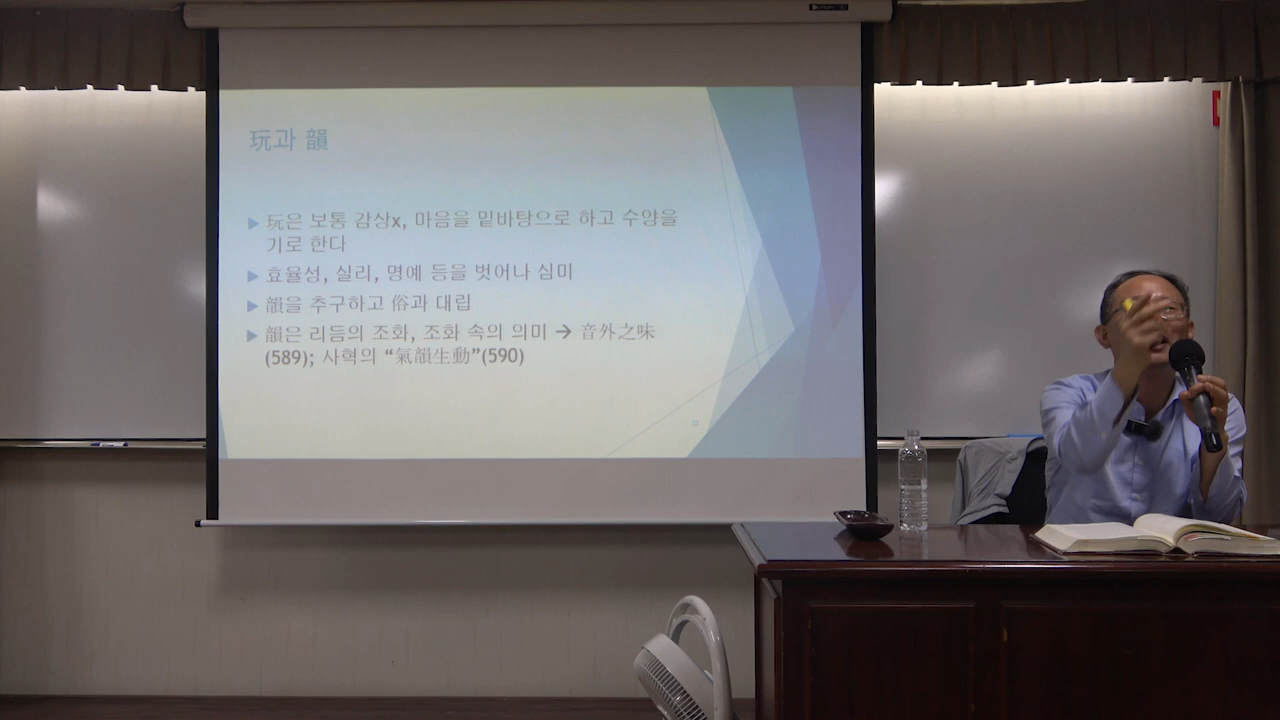 玩과 韻
▶ 玩은 보통 감상x, 마음을 밑바탕으로 하고 수양을
기로 한다
▶ 효율성, 실리, 명예 등을 벗어나 심미
▶ 韻을 추구하고 俗과 대립
▶ 韻은 리듬의 조화, 조화 속의 의미 → 音外之味
(589); 사혁의 “氣韻生動”(590)